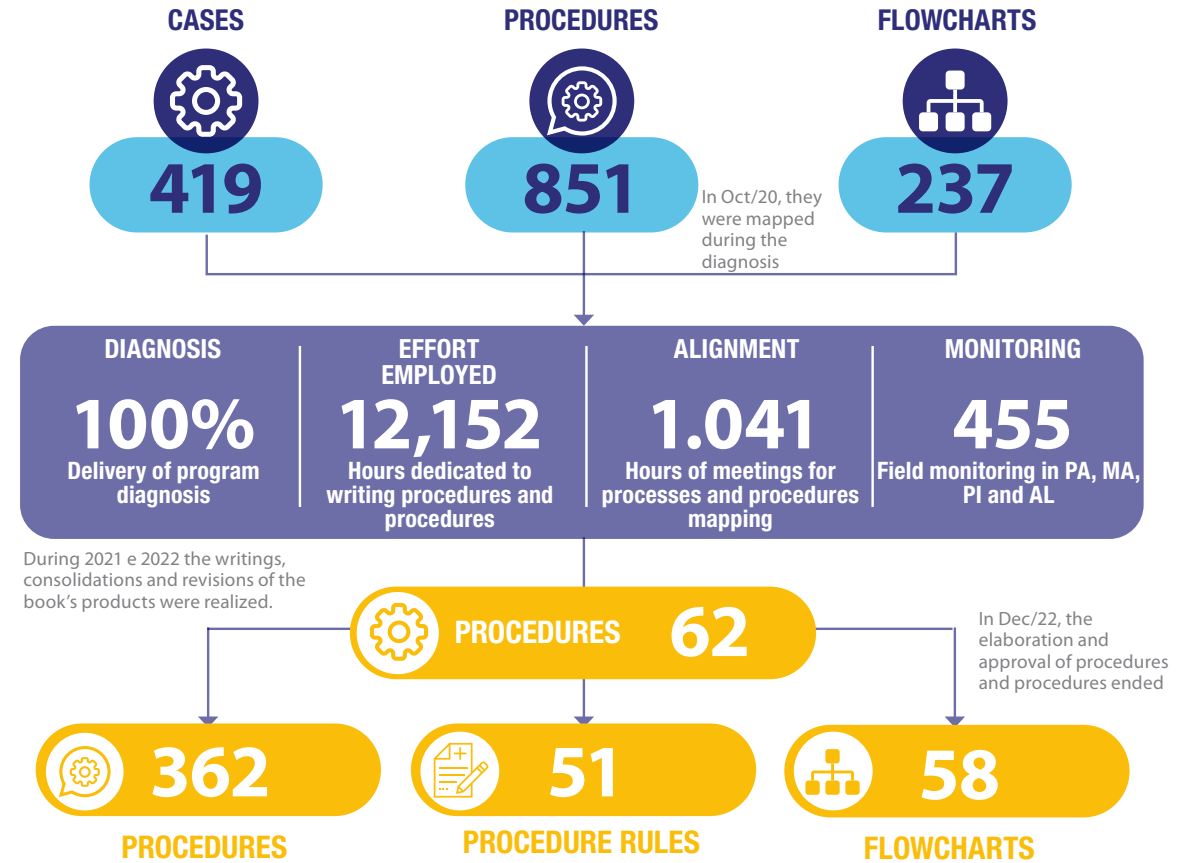 CASES
PROCEDURES
FLOWCHARTS
419
851
237
In Oct/20, they
were mapped
during the
diagnosis
DIAGNOSIS
100%
Delivery of program
diagnosis
EFFORT
EMPLOYED
12,152
Hours dedicated to
writing procedures and
procedures
ALIGNMENT
1.041
Hours of meetings for
processes and procedures
mapping
MONITORING
455
Field monitoring in PA, MA,
PI and AL
During 2021 e 2022 the writings,
consolidations and revisions of the
book's products were realized.
PROCEDURES 62
In Dec/22, the
elaboration and
approval of procedures
and procedures ended
362
PROCEDURES
51
PROCEDURE RULES
58
FLOWCHARTS